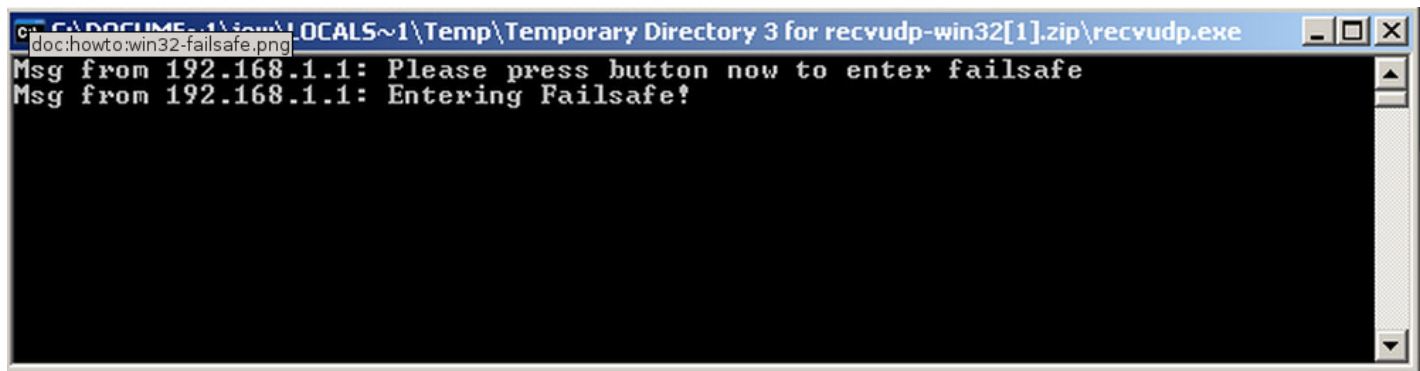 LOCALS~1\Temp\Temporary Directory 3 for recvudp-win32[1].zip\recvudp.exe
doc:howto:win32-failsafe.png
Msg from 192.168.1.1: Please press button now to enter failsafe
Msg from 192.168.1.1: Entering Failsafe!